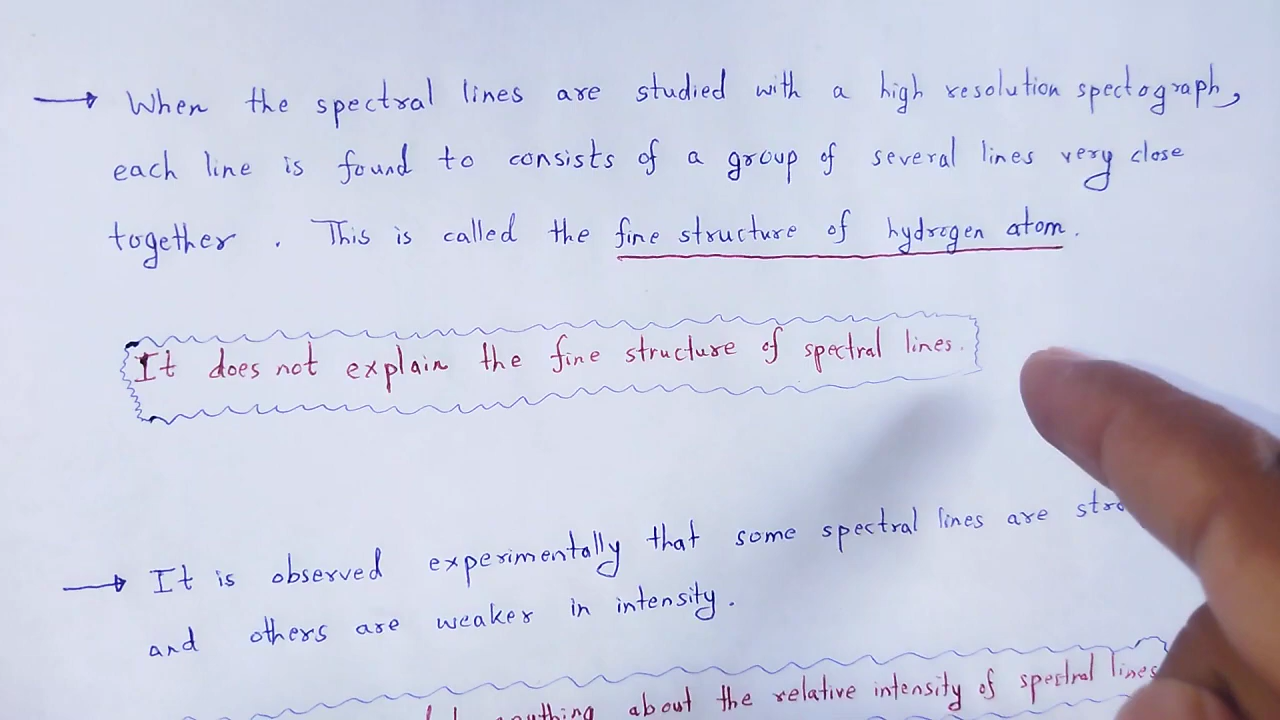 When the spectral lines are studied with a high resolution spectograph,
each line is found to consists of a group of several lines very close
together. This is called the fine structure of hydrogen atom.
It does not explain the fine structure of spectral lines.
It is observed experimentally that some spectral lines are
and others are weaker in intensity.
anything about the relative intensity of spectral lines